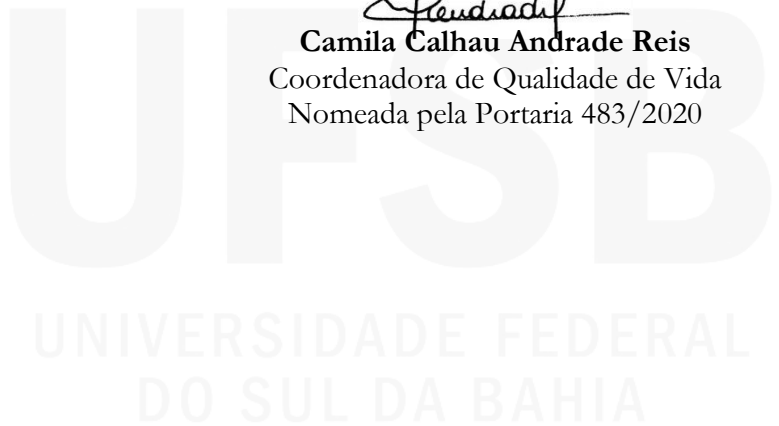 Camila Calhau Andrade Reis
Coordenadora de Qualidade de Vida
Nomeada pela Portaria 483/2020
UFSB
UNIVERSIDADE FEDERAL
DO SUL DA BAHIA